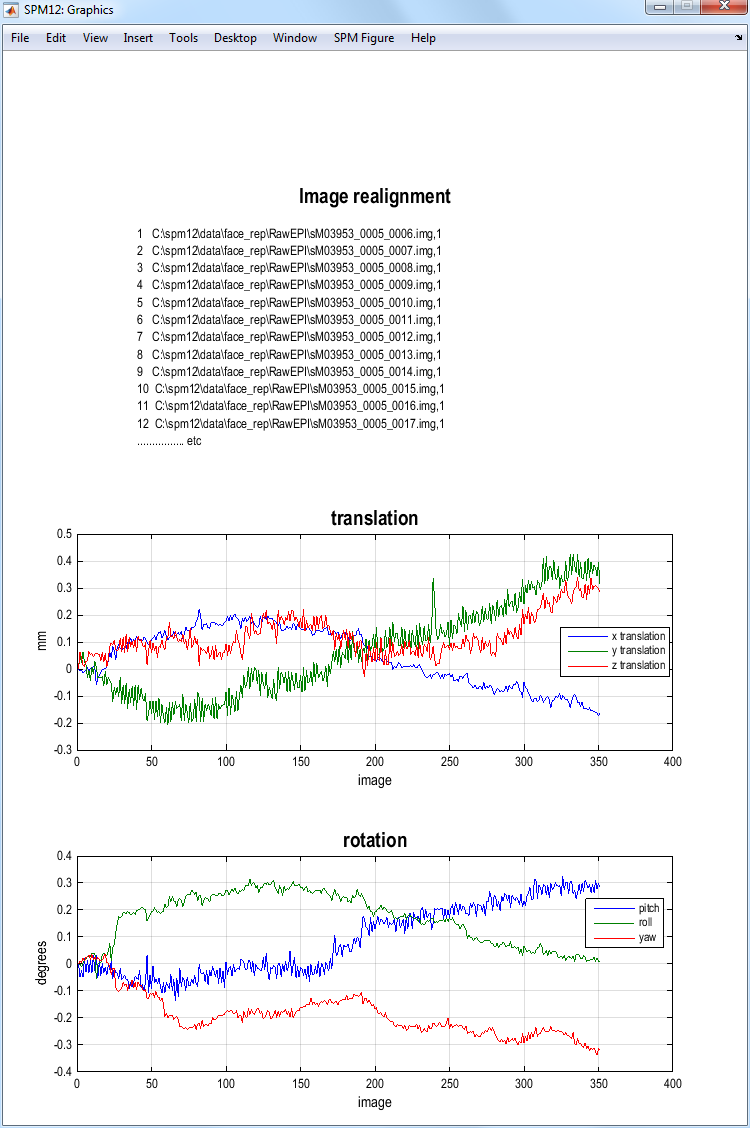 SPM12: Graphics
File Edit View Insert Tools Desktop Window SPM Figure Help
Image realignment
1 C:\spm12\data\face_rep\RawEPI\sM03953_0005_0006.img,1
2 C:\spm12\data\face_rep\RawEPI\sM03953_0005_0007.img,1
3 C:\spm12\data\face_rep\RawEPI\sM03953_0005_0008.img,1
4 C:\spm12\data\face_rep\RawEPI\sM03953_0005_0009.img,1
5 C:\spm12\data\face_rep\RawEPI\sM03953_0005_0010.img,1
6 C:\spm12\data\face_rep\RawEPI\sM03953_0005_0011.img,1
7 C:\spm12\data\face_rep\RawEPI\sM03953_0005_0012.img,1
8 C:\spm12\data\face_rep\RawEPI\sM03953_0005_0013.img,1
9 C:\spm12\data\face_rep\RawEPI\sM03953_0005_0014.img,1
10 C:\spm12\data\face_rep\RawEPI\sM03953_0005_0015.img,1
11 C:\spm12\data\face_rep\RawEPI\sM03953_0005_0016.img,1
12 C:\spm12\data\face_rep\RawEPI\sM03953_0005_0017.img,1
................ etc
translation
0.5
0.4
0.3
0.2
0.1
0
-0.1
-0.2
-0.3
mm
x translation
y translation
z translation
0 50 100 150 200 250 300 350 400
image
rotation
0.4
0.3
0.2
0.1
0
-0.1
-0.2
-0.3
-0.4
degrees
pitch
roll
yaw
0 50 100 150 200 250 300 350 400
image